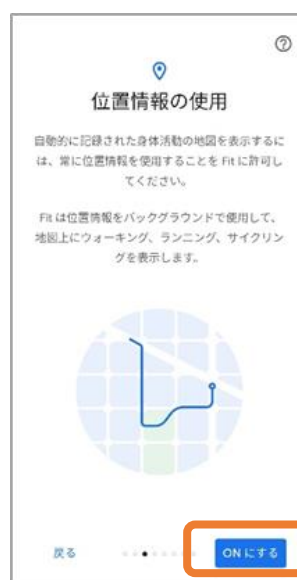 位置情報の使用
自動的に記録された身体活動の地図を表示するに
は、常に位置情報を使用することを Fit に許可し
てください。
Fit は位置情報をバックグラウンドで使用して、
地図上にウォーキング、ランニング、サイクリン
グを表示します。
戻る
ON にする